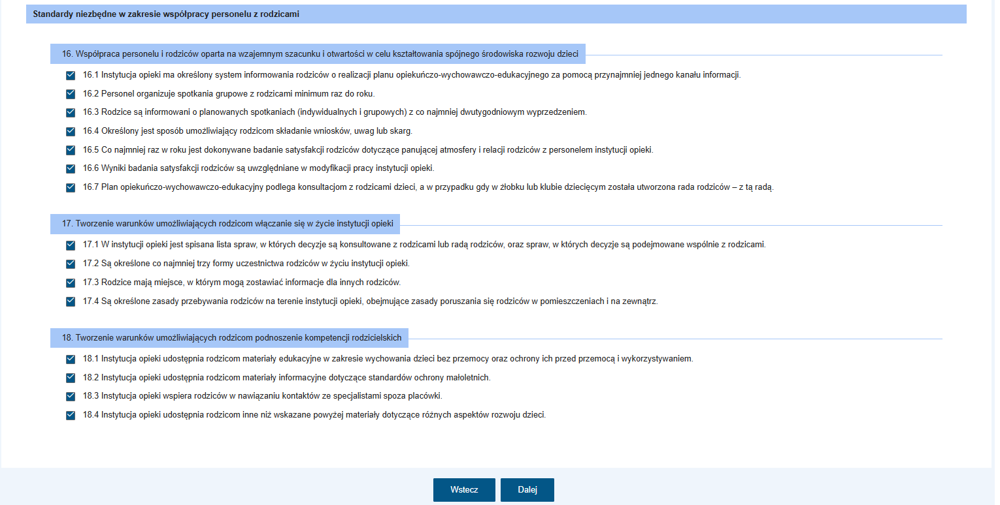 Standardy niezbędne w zakresie współpracy personelu z rodzicami
16. Współpraca personelu i rodziców oparta na wzajemnym szacunku i otwartości w celu kształtowania spójnego środowiska rozwoju dzieci
16.1 Instytucja opieki ma określony system informowania rodziców o realizacji planu opiekuńczo-wychowawczo-edukacyjnego za pomocą przynajmniej jednego kanału informacji.
16.2 Personel organizuje spotkania grupowe z rodzicami minimum raz do roku.
16.3 Rodzice są informowani o planowanych spotkaniach (indywidualnych i grupowych) z co najmniej dwutygodniowym wyprzedzeniem.
16.4 Określony jest sposób umożliwiający rodzicom składanie wniosków, uwag lub skarg.
16.5 Co najmniej raz w roku jest dokonywane badanie satysfakcji rodziców dotyczące panującej atmosfery i relacji rodziców z personelem instytucji opieki.
16.6 Wyniki badania satysfakcji rodziców są uwzględniane w modyfikacji pracy instytucji opieki.
16.7 Plan opiekuńczo-wychowawczo-edukacyjny podlega konsultacjom z rodzicami dzieci, a w przypadku gdy w żłobku lub klubie dziecięcym została utworzona rada rodziców – z tą radą.
17. Tworzenie warunków umożliwiających rodzicom włączanie się w życie instytucji opieki
17.1 W instytucji opieki jest spisana lista spraw, w których decyzje są konsultowane z rodzicami lub radą rodziców, oraz spraw, w których decyzje są podejmowane wspólnie z rodzicami.
17.2 Są określone co najmniej trzy formy uczestnictwa rodziców w życiu instytucji opieki.
17.3 Rodzice mają miejsce, w którym mogą zostawiać informacje dla innych rodziców.
17.4 Są określone zasady przebywania rodziców na terenie instytucji opieki, obejmujące zasady poruszania się rodziców w pomieszczeniach i na zewnątrz.
18. Tworzenie warunków umożliwiających rodzicom podnoszenie kompetencji rodzicielskich
18.1 Instytucja opieki udostępnia rodzicom materiały edukacyjne w zakresie wychowania dzieci bez przemocy oraz ochrony ich przed przemocą i wykorzystywaniem.
18.2 Instytucja opieki udostępnia rodzicom materiały informacyjne dotyczące standardów ochrony małoletnich.
18.3 Instytucja opieki wspiera rodziców w nawiązaniu kontaktów ze specjalistami spoza placówki.
18.4 Instytucja opieki udostępnia rodzicom inne niż wskazane powyżej materiały dotyczące różnych aspektów rozwoju dzieci.
Wstecz Dalej